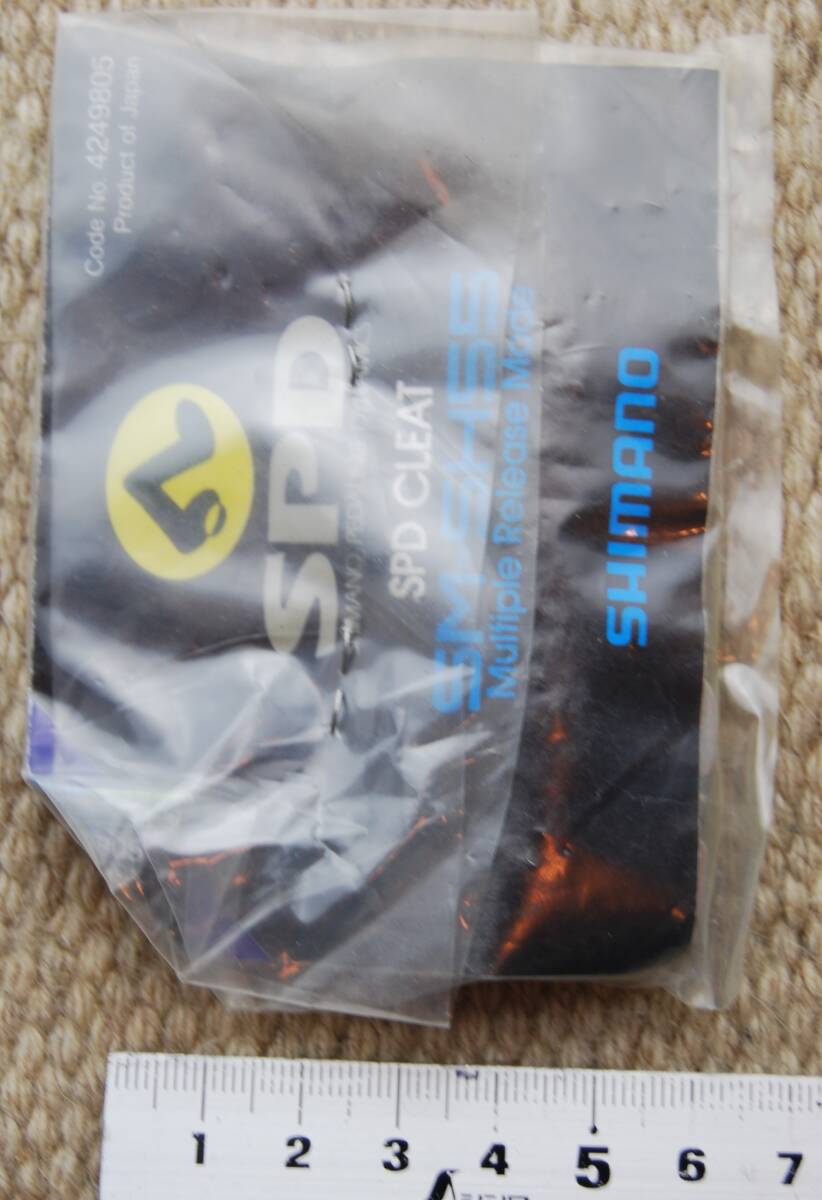 Code No. 4249805
Product of Japan
SPD
SPD CLEAT
SM-SH55
Multiple Release Mode
SHIMANO
1 2 3 4 5 6 7